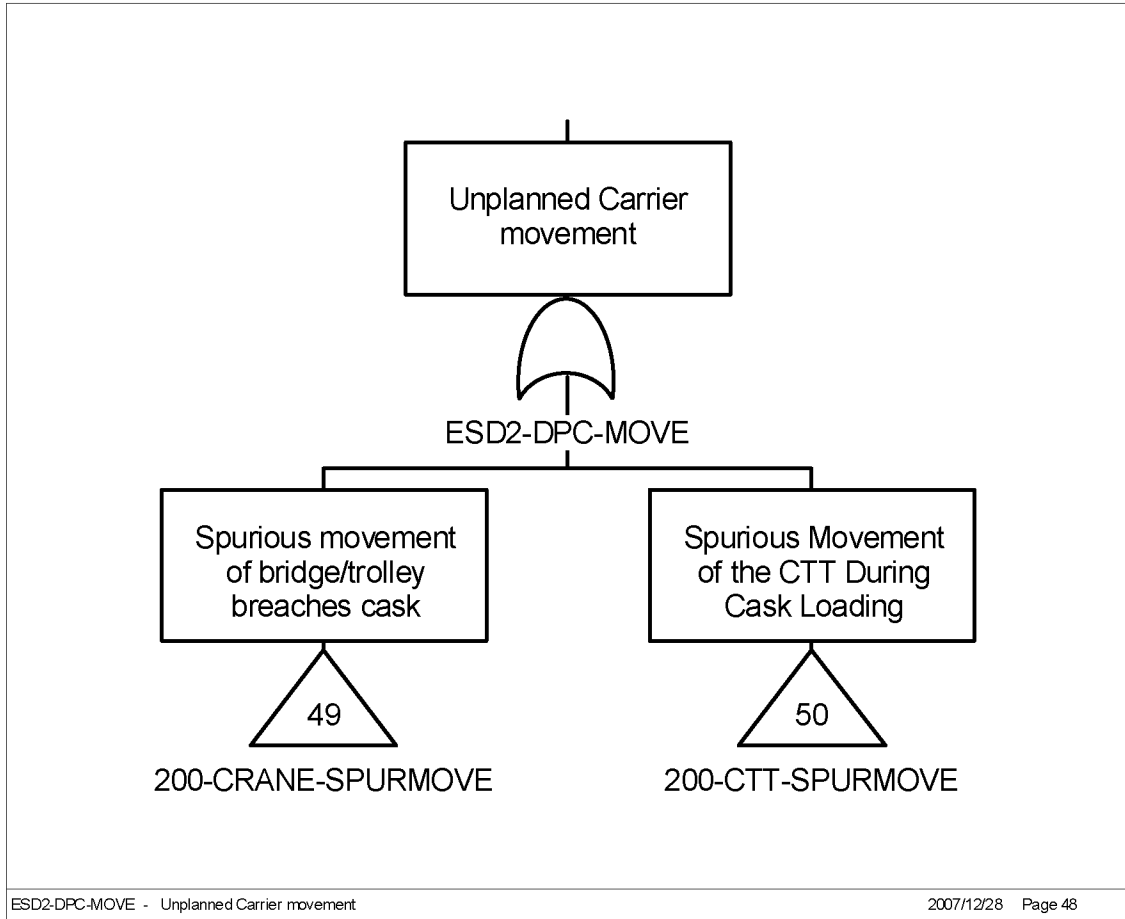 Unplanned Carrier
movement
ESD2-DPC-MOVE
Spurious movement
of bridge/trolley
breaches cask
Spurious Movement
of the CTT During
Cask Loading
49
50
200-CRANE-SPURMOVE
200-CTT-SPURMOVE
ESD2-DPC-MOVE - Unplanned Carrier movement
2007/12/28 Page 48